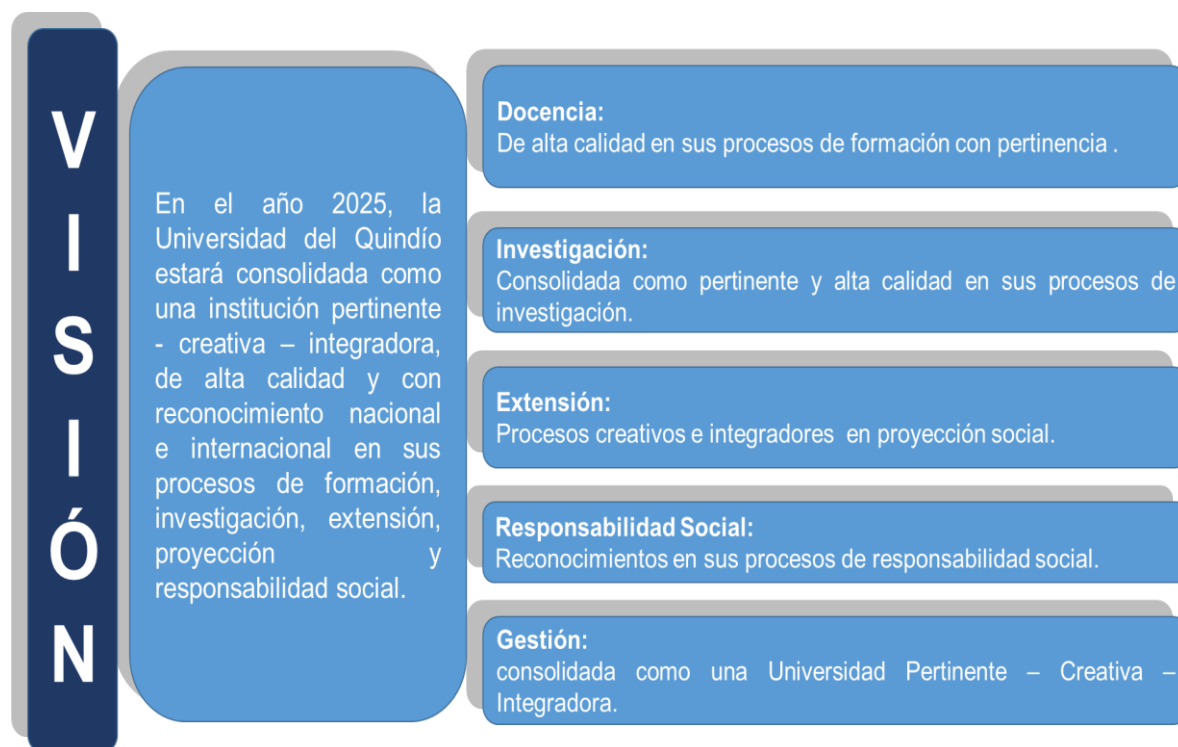 VISIÓN
En el año 2025, la
Universidad del Quindío
estará consolidada como
una institución pertinente
- creativa – integradora,
de alta calidad y con
reconocimiento nacional
e internacional en sus
procesos de formación,
investigación, extensión,
proyección y
responsabilidad social.
Docencia:
De alta calidad en sus procesos de formación con pertinencia .
Investigación:
Consolidada como pertinente y alta calidad en sus procesos de
investigación.
Extensión:
Procesos creativos e integradores en proyección social.
Responsabilidad Social:
Reconocimientos en sus procesos de responsabilidad social.
Gestión:
consolidada como una Universidad Pertinente – Creativa –
Integradora.